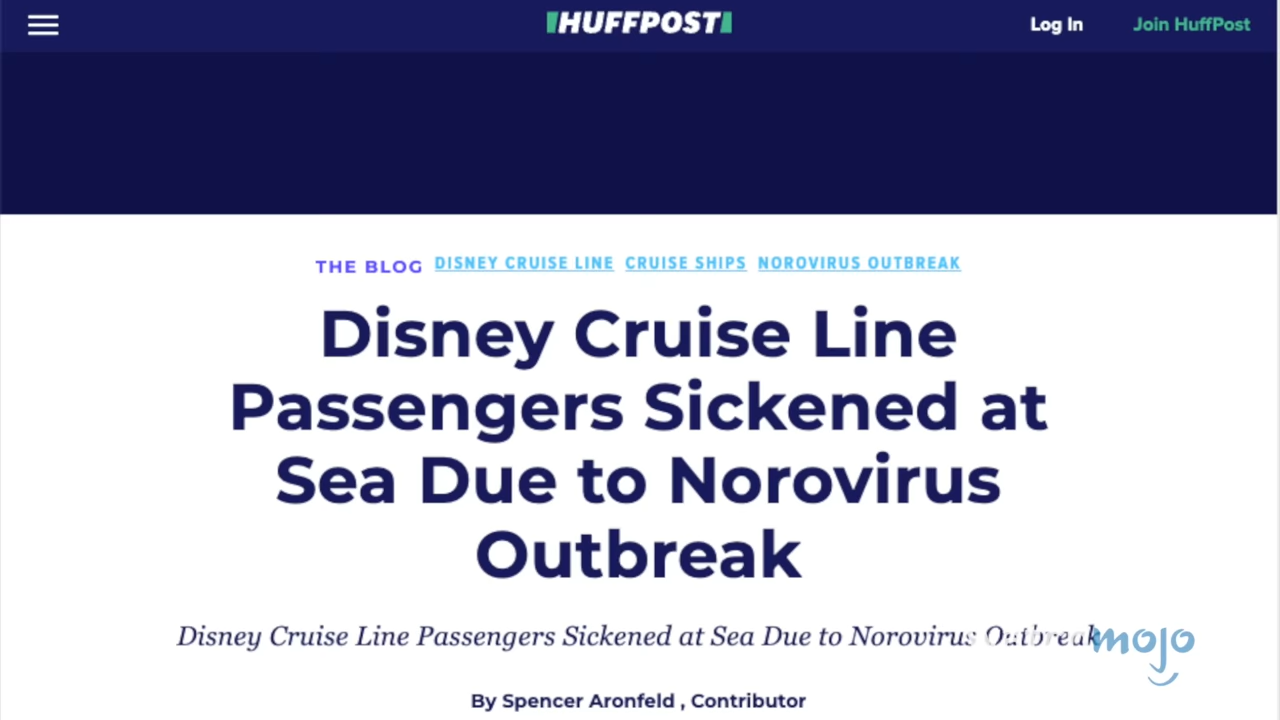 HUFFPOST
Log In
Join HuffPost
THE BLOG DISNEY CRUISE LINE CRUISE SHIPS NOROVIRUS OUTBREAK
Disney Cruise Line
Passengers Sickened at
Sea Due to Norovirus
Outbreak
Disney Cruise Line Passengers Sickened at Sea Due to Norovirus Outbreak
mojo
By Spencer Aronfeld , Contributor